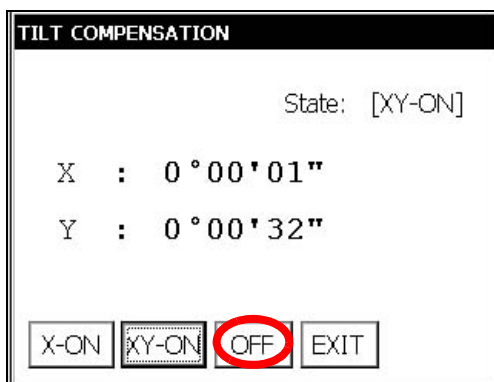 TILT COMPENSATION
State: [XY-ON]
X : 0°00'01"
Y : 0°00'32"
X-ON XY-ON OFF EXIT